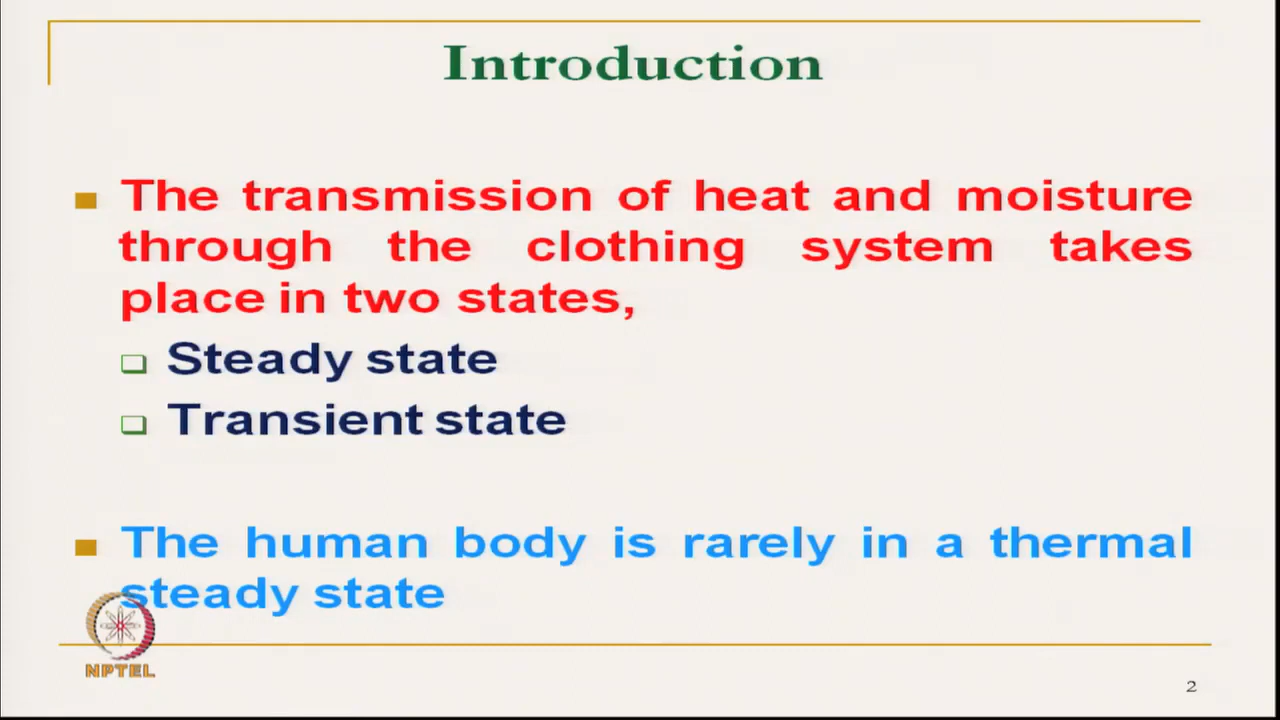 Introduction
The transmission of heat and moisture
through the clothing system takes
place in two states,
Steady state
Transient state
The human body is rarely in a thermal
steady state
NPTEL
2